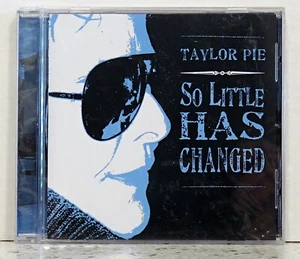 TAYLOR PIE
SO LITTLE
HAS
CHANGED